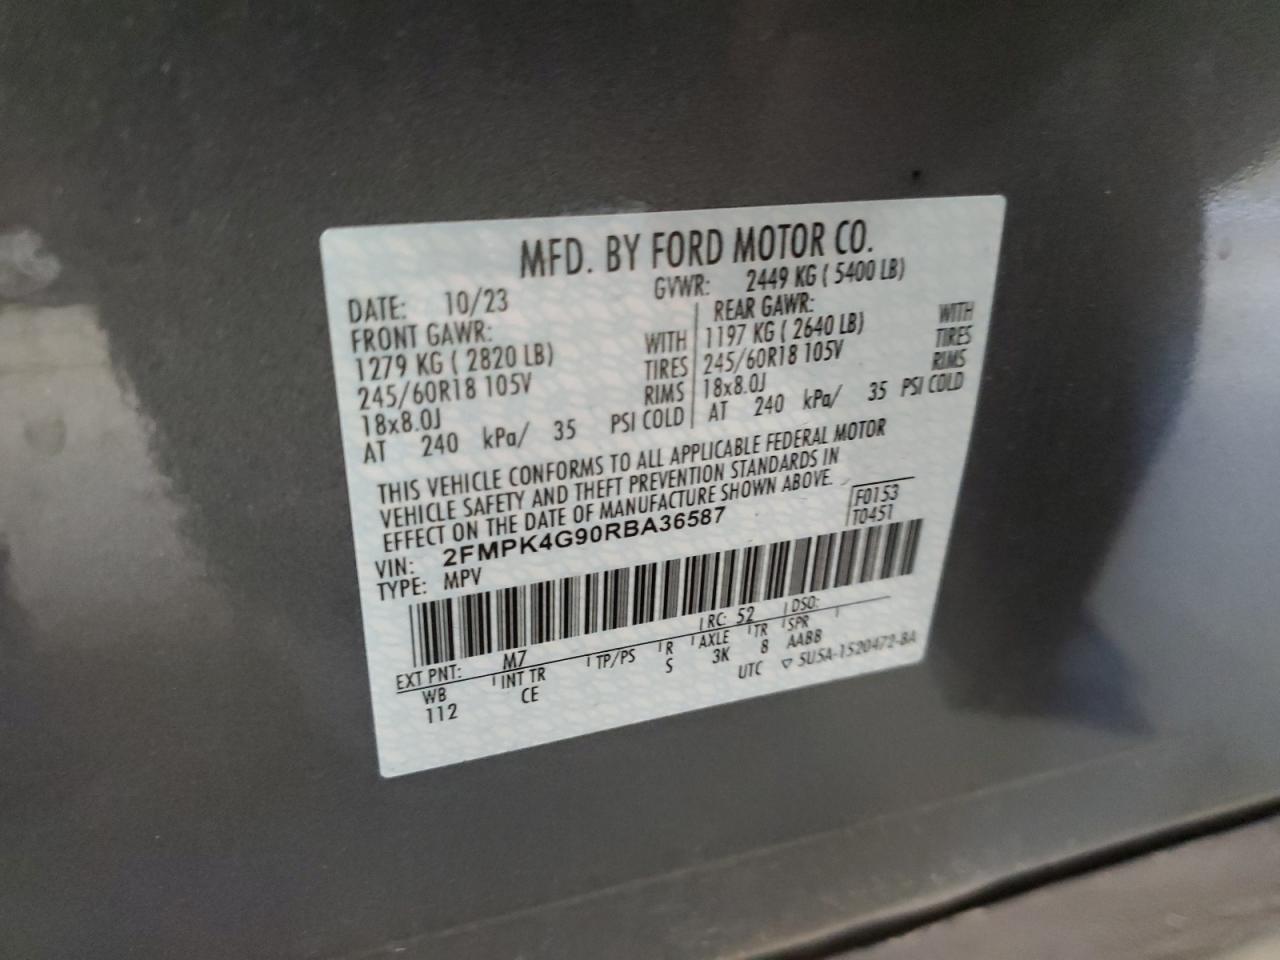 MFD. BY FORD MOTOR CO.
DATE: 10/23 GVWR: 2449 KG ( 5400 LB)
FRONT GAWR: WITH
1279 KG ( 2820 LB) TIRES
245/60R18 105V RIMS
18x8.0J
AT 240 kPa/ 35 PSI COLD
REAR GAWR: WITH
1197 KG ( 2640 LB) TIRES
245/60R18 105V RIMS
18x8.0J
AT 240 kPa/ 35 PSI COLD
THIS VEHICLE CONFORMS TO ALL APPLICABLE FEDERAL MOTOR
VEHICLE SAFETY AND THEFT PREVENTION STANDARDS IN
EFFECT ON THE DATE OF MANUFACTURE SHOWN ABOVE.
F0153
T0451
VIN: 2FMPK4G90RBA36587
TYPE: MPV
EXT PNT: M7 RC: 52 DSO:
WB INT TR TP/PS R AXLE TR SPR
112 CE S 3K 8 AABB
UTC ▽ 5U5A-1520472-BA